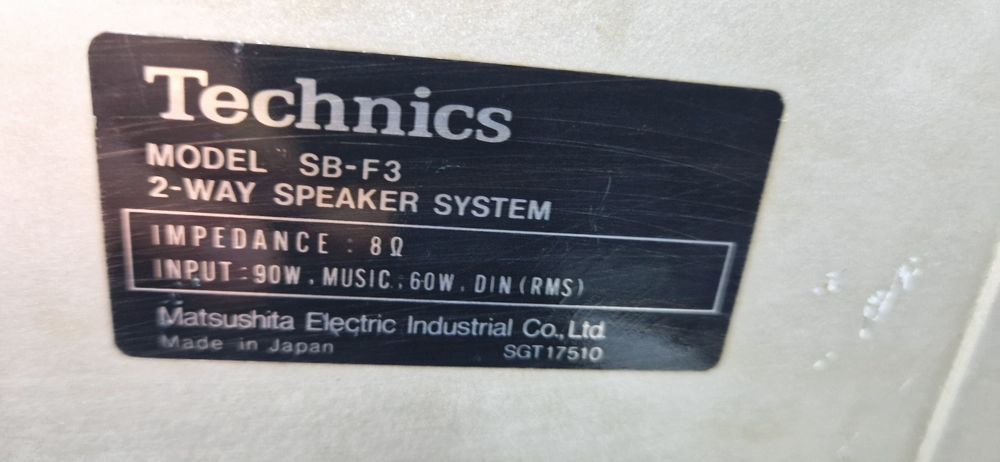 Technics
MODEL SB-F3
2-WAY SPEAKER SYSTEM
IMPEDANCE : 8Ω
INPUT : 90W, MUSIC, 60W, DIN (RMS)
Matsushita Electric Industrial Co., Ltd.
Made in Japan
SGT17510